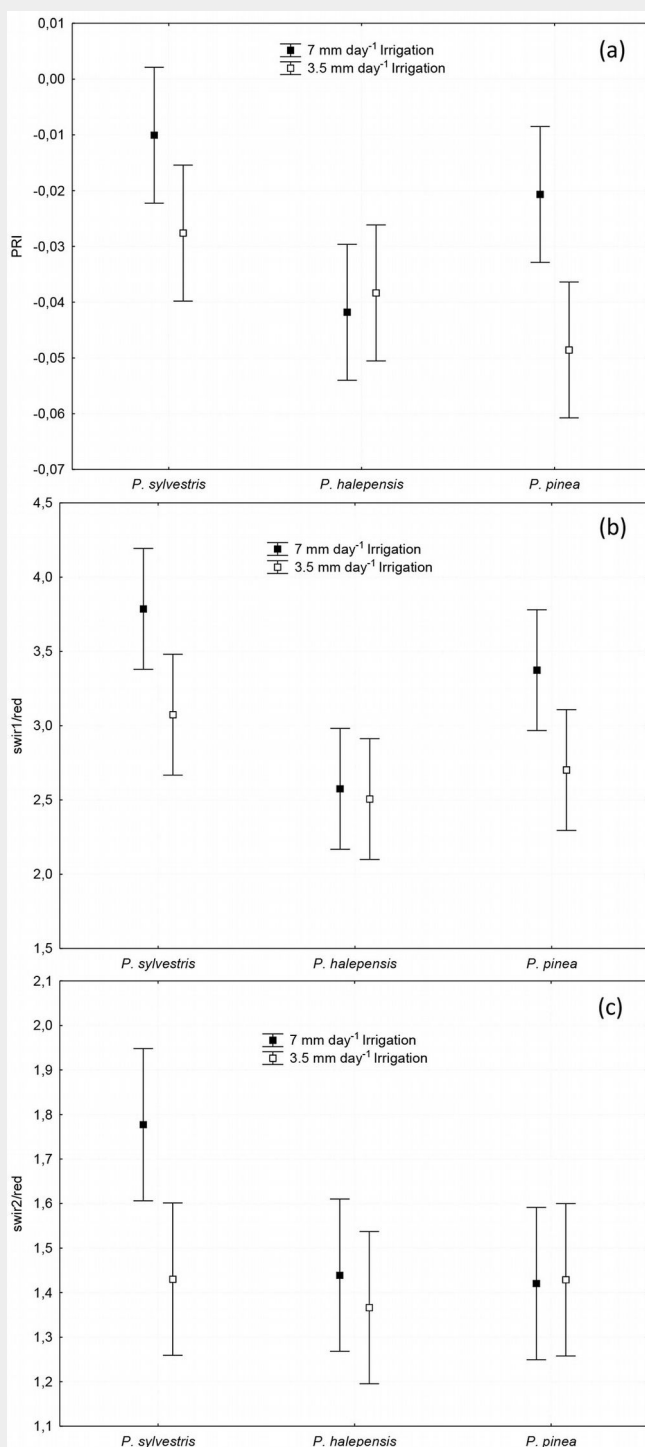 (a)
7 mm day-1 Irrigation
3.5 mm day-1 Irrigation
0,01
0,00
-0,01
-0,02
-0,03
-0,04
-0,05
-0,06
-0,07
PRI
P. sylvestris P. halepensis P. pinea
(b)
7 mm day-1 Irrigation
3.5 mm day-1 Irrigation
4,5
4,0
3,5
3,0
2,5
2,0
1,5
swir1/red
P. sylvestris P. halepensis P. pinea
(c)
7 mm day-1 Irrigation
3.5 mm day-1 Irrigation
2,1
2,0
1,9
1,8
1,7
1,6
1,5
1,4
1,3
1,2
1,1
swir2/red
P. sylvestris P. halepensis P. pinea